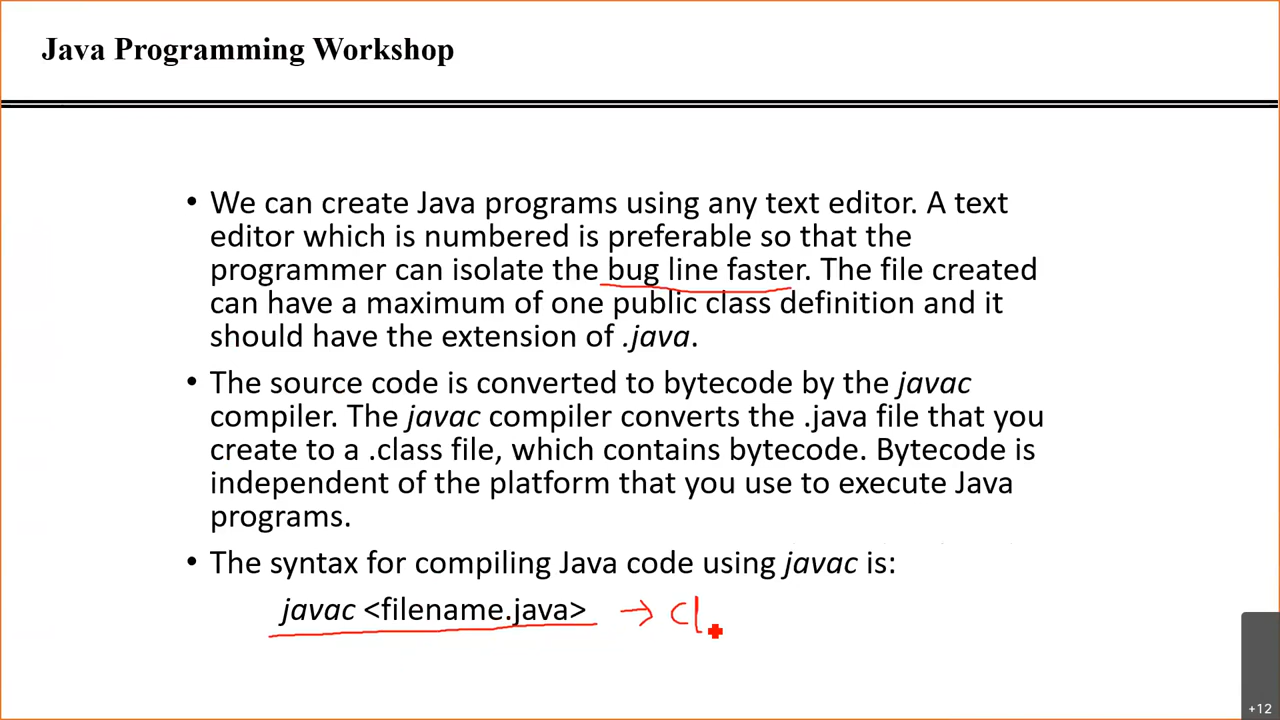 Java Programming Workshop
• We can create Java programs using any text editor. A text
editor which is numbered is preferable so that the
programmer can isolate the bug line faster. The file created
can have a maximum of one public class definition and it
should have the extension of .java.
• The source code is converted to bytecode by the javac
compiler. The javac compiler converts the .java file that you
create to a .class file, which contains bytecode. Bytecode is
independent of the platform that you use to execute Java
programs.
• The syntax for compiling Java code using javac is:
javac <filename.java> → cl
+12